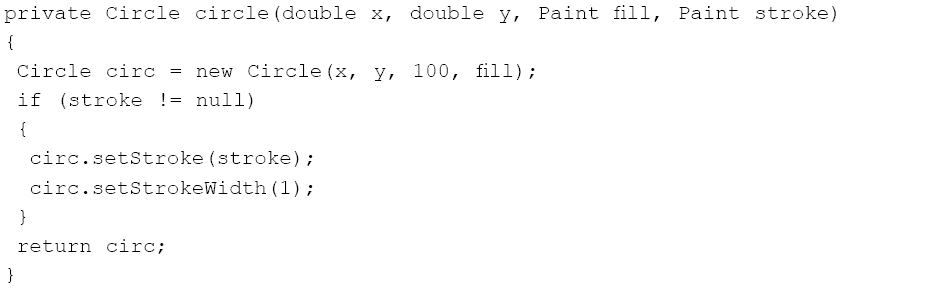 private Circle circle(double x, double y, Paint fill, Paint stroke)
{
 Circle circ = new Circle(x, y, 100, fill);
 if (stroke != null)
 {
  circ.setStroke(stroke);
  circ.setStrokeWidth(1);
 }
 return circ;
}